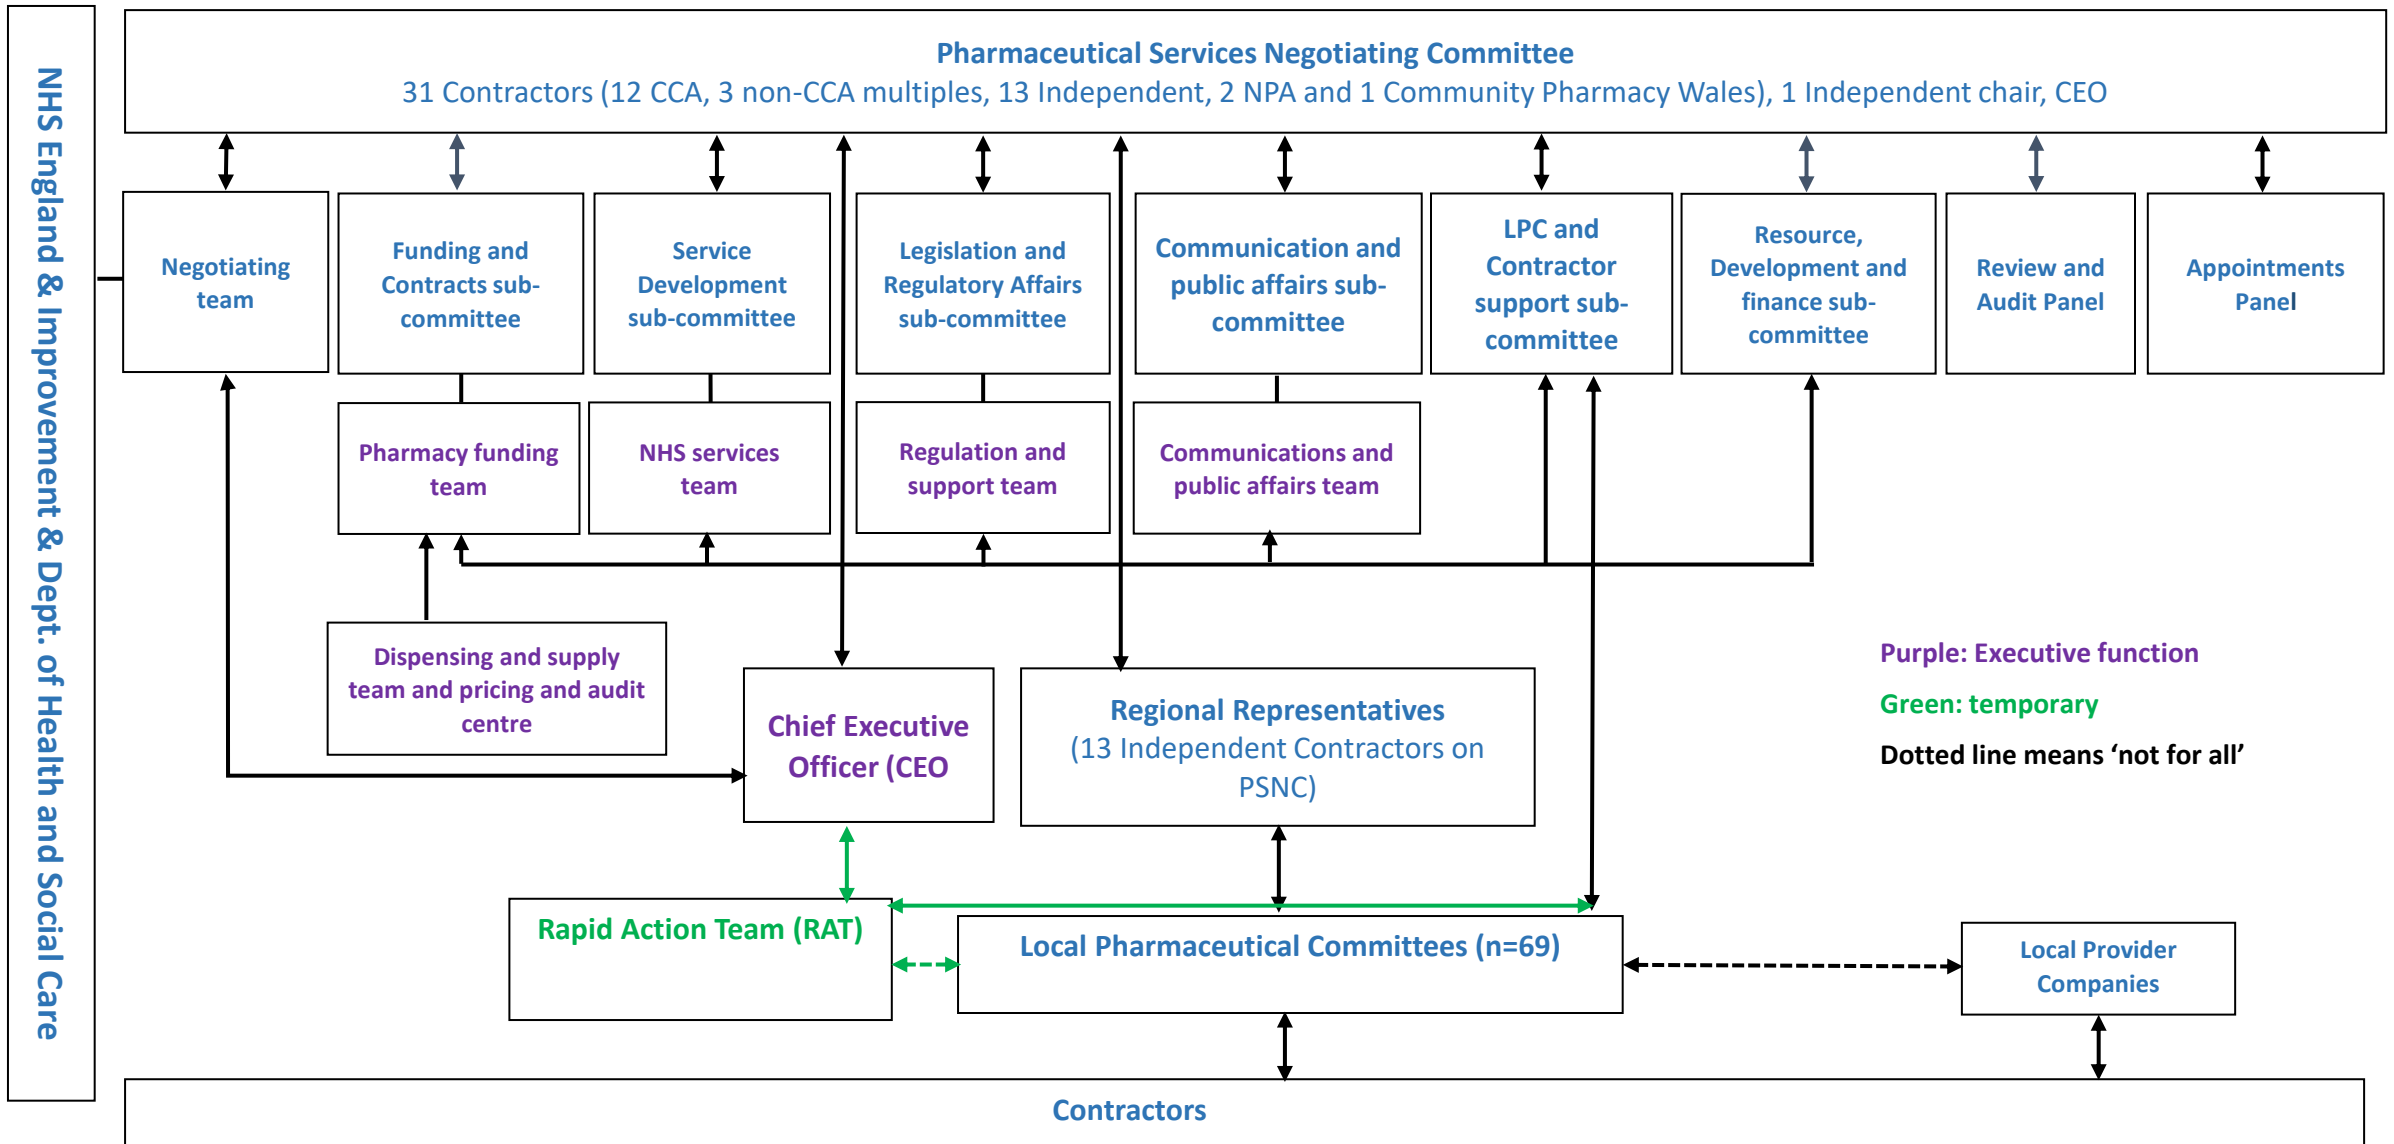 NHS England & Improvement & Dept. of Health and Social Care
Pharmaceutical Services Negotiating Committee
31 Contractors (12 CCA, 3 non-CCA multiples, 13 Independent, 2 NPA and 1 Community Pharmacy Wales), 1 Independent chair, CEO
Negotiating
team
Funding and
Contracts sub-
committee
Service
Development
sub-committee
Legislation and
Regulatory Affairs
sub-committee
Communication and
public affairs sub-
committee
LPC and
Contractor
support sub-
committee
Resource,
Development and
finance sub-
committee
Review and
Audit Panel
Appointments
Panel
Pharmacy funding
team
NHS services
team
Regulation and
support team
Communications and
public affairs team
Dispensing and supply
team and pricing and audit
centre
Chief Executive
Officer (CEO
Regional Representatives
(13 Independent Contractors on
PSNC)
Purple: Executive function
Green: temporary
Dotted line means ‘not for all’
Rapid Action Team (RAT)
Local Pharmaceutical Committees (n=69)
Local Provider
Companies
Contractors